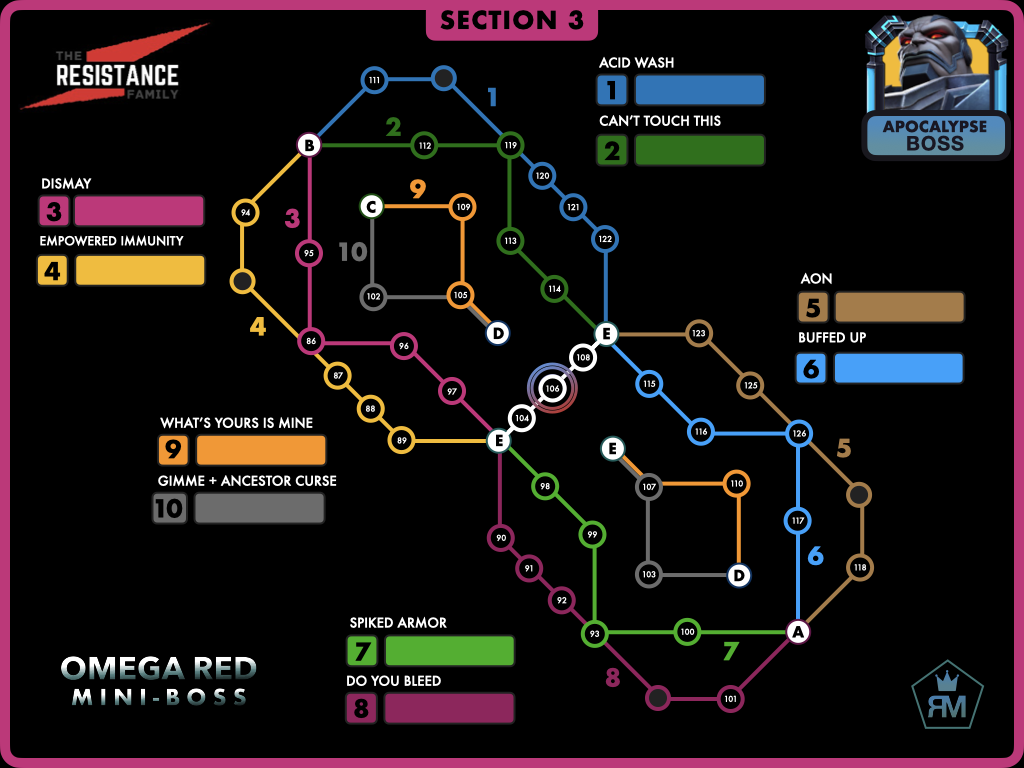 SECTION 3
THE
RESISTANCE
FAMILY
ACID WASH
1
CAN'T TOUCH THIS
2
APOCALYPSE
BOSS
DISMAY
3
EMPOWERED IMMUNITY
4
AON
5
BUFFED UP
6
WHAT'S YOURS IS MINE
9
GIMME + ANCESTOR CURSE
10
SPIKED ARMOR
7
DO YOU BLEED
8
OMEGA RED
MINI-BOSS
RM
111
1
2
B
112
119
120
121
122
94
3
95
C
9
109
10
102
105
D
113
114
4
86
96
87
97
88
89
E
108
106
104
E
123
115
125
116
126
5
E
107
110
98
99
117
6
90
91
92
103
D
118
93
100
7
A
8
101